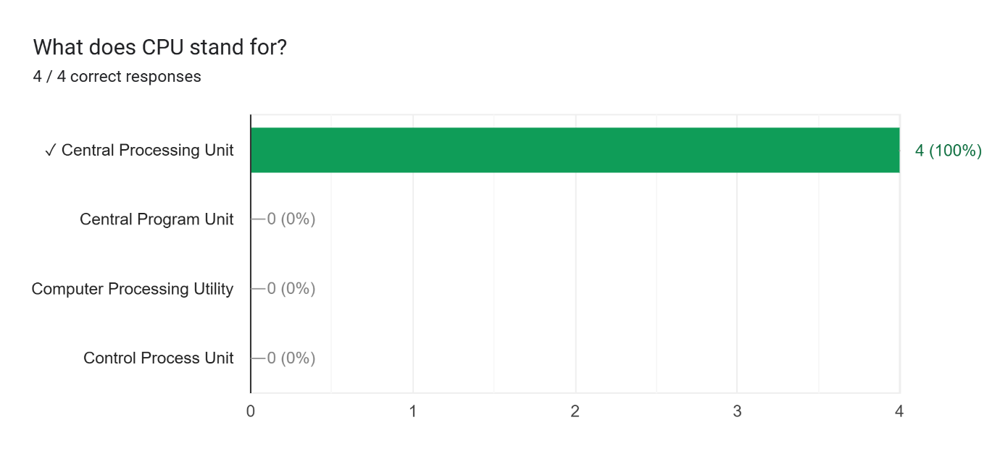 What does CPU stand for?
4 / 4 correct responses
✓ Central Processing Unit 4 (100%)
Central Program Unit 0 (0%)
Computer Processing Utility 0 (0%)
Control Process Unit 0 (0%)
0 1 2 3 4